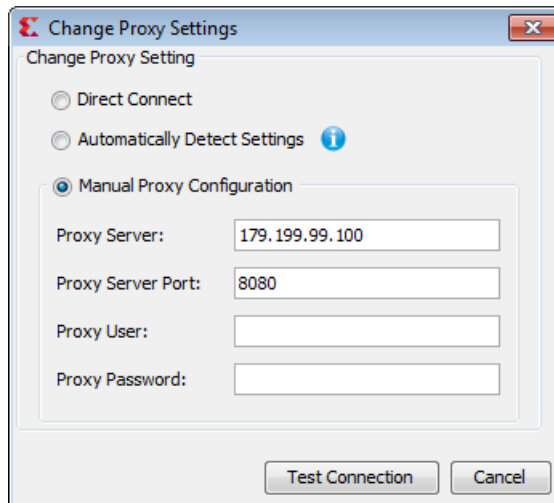 Change Proxy Settings
Change Proxy Setting
Direct Connect
Automatically Detect Settings
Manual Proxy Configuration
Proxy Server: 179.199.99.100
Proxy Server Port: 8080
Proxy User:
Proxy Password:
Test Connection Cancel